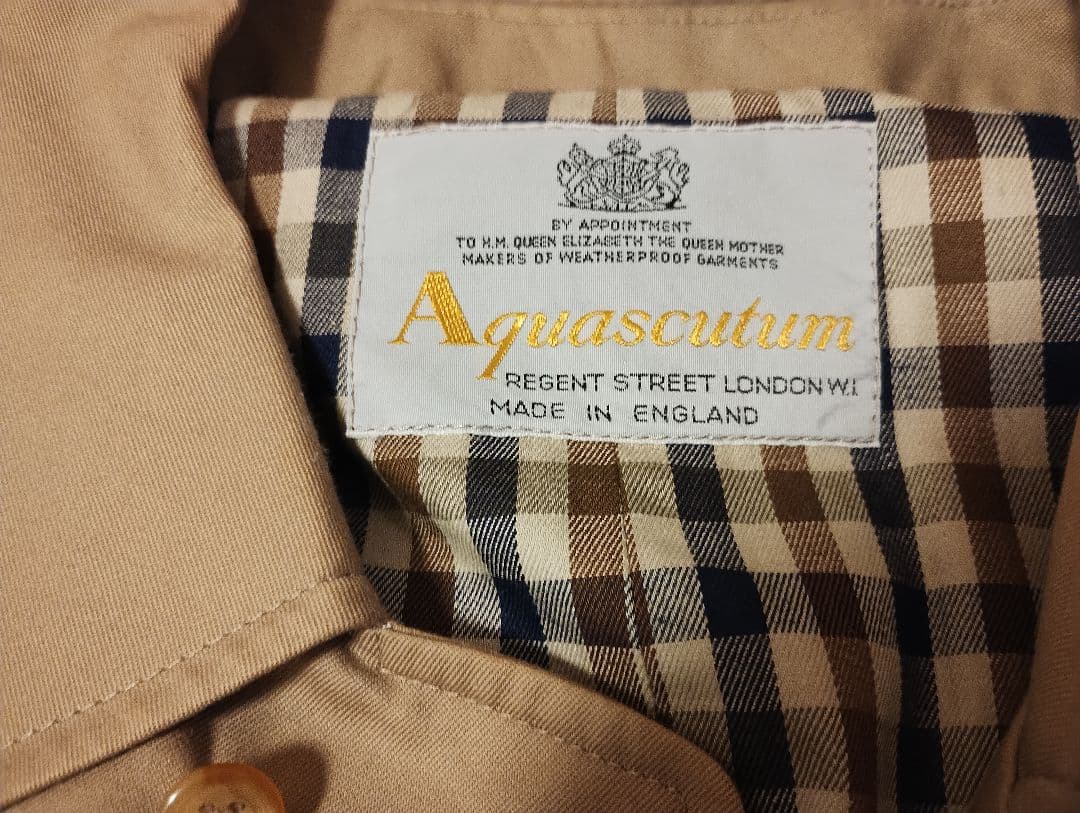 BY APPOINTMENT
TO H.M. QUEEN ELIZABETH THE QUEEN MOTHER
MAKERS OF WEATHERPROOF GARMENTS
Aquascutum
REGENT STREET LONDON W.1.
MADE IN ENGLAND